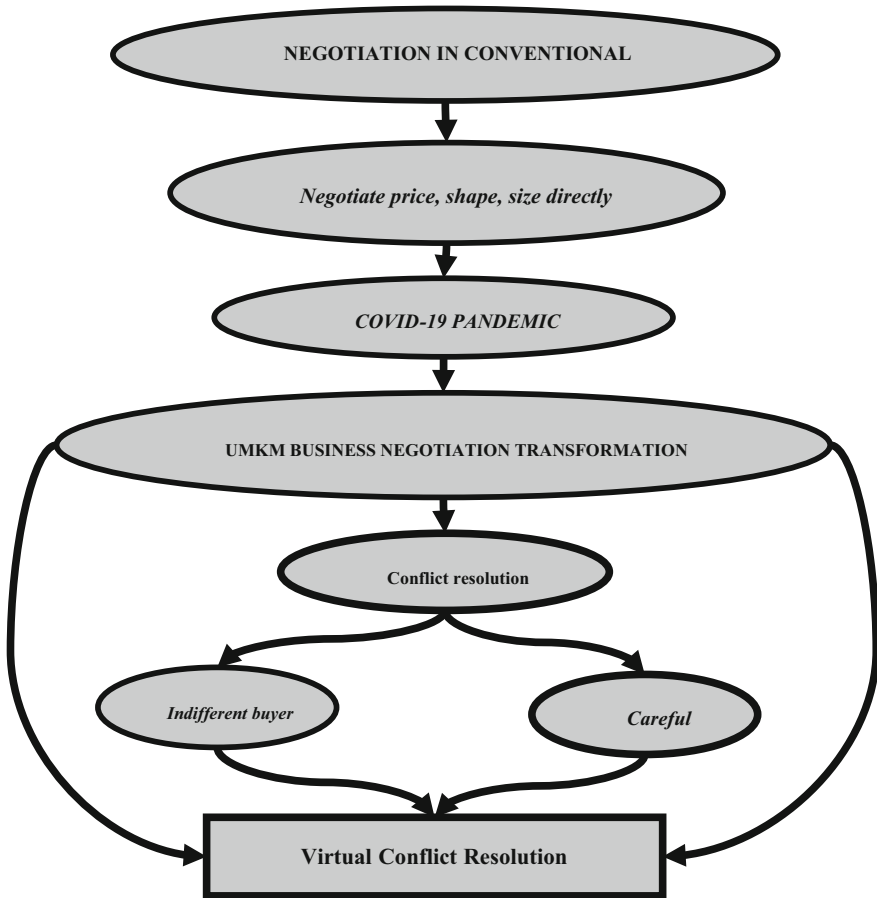 NEGOTIATION IN CONVENTIONAL
Negotiate price, shape, size directly
COVID-19 PANDEMIC
UMKM BUSINESS NEGOTIATION TRANSFORMATION
Conflict resolution
Indifferent buyer
Careful
Virtual Conflict Resolution